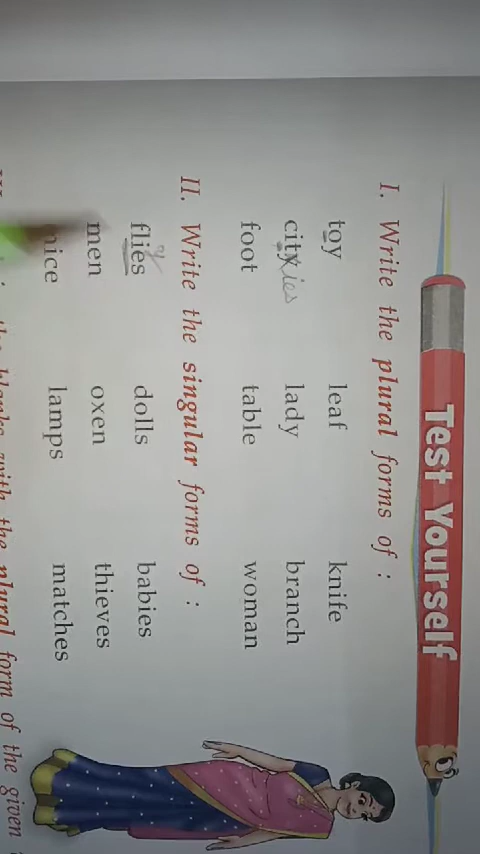 Test Yourself
I. Write the plural forms of :
toy leaf knife
city ies lady branch
foot table woman
II. Write the singular forms of :
flies y dolls babies
men oxen thieves
mice lamps matches
the blanks with the plural form of the given